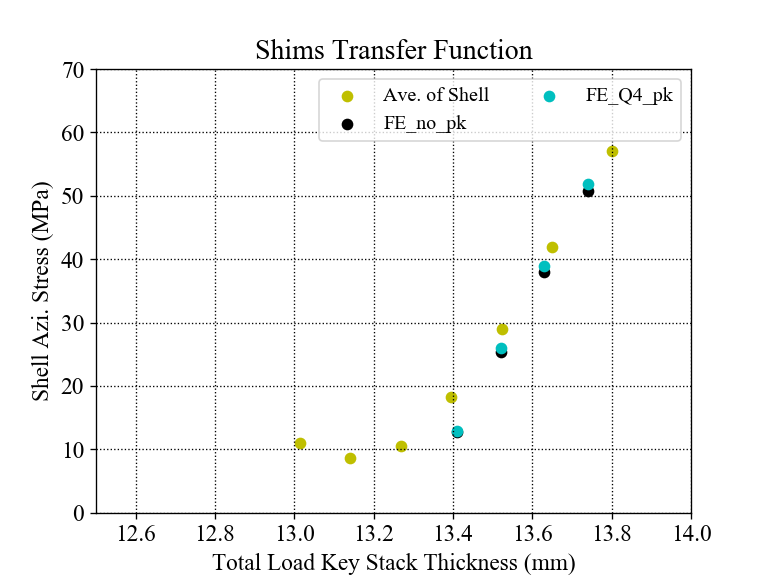 Shims Transfer Function
Ave. of Shell
FE_no_pk
FE_Q4_pk
70
60
50
40
30
20
10
0
Shell Azi. Stress (MPa)
12.6 12.8 13.0 13.2 13.4 13.6 13.8 14.0
Total Load Key Stack Thickness (mm)